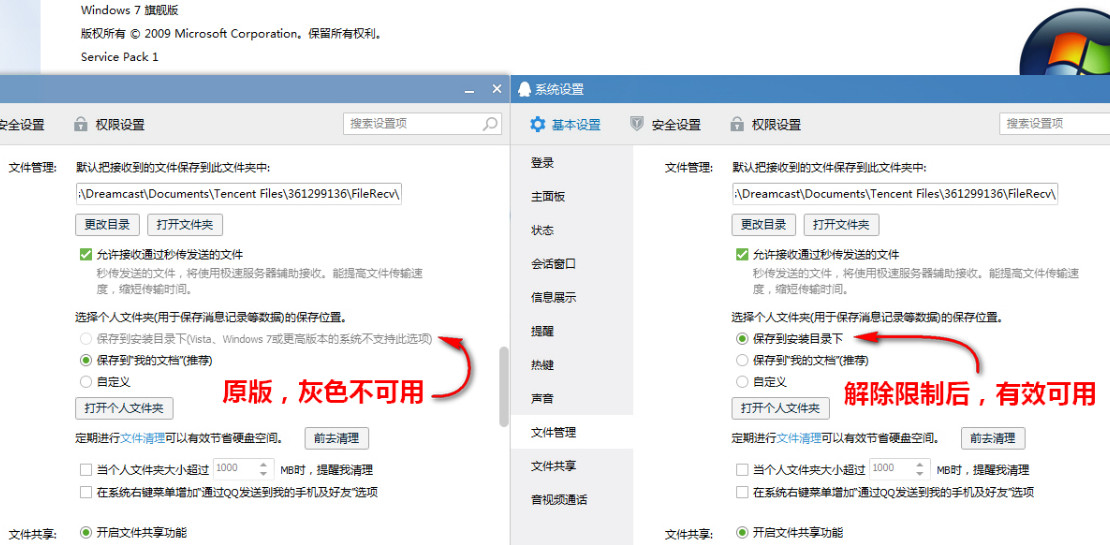 Windows 7 旗舰版
版权所有 © 2009 Microsoft Corporation。保留所有权利。
Service Pack 1
安全设置
权限设置
搜索设置项
文件管理:
默认把接收到的文件保存到此文件夹中:
:\Dreamcast\Documents\Tencent Files\361299136\FileRecv\
更改目录
打开文件夹
允许接收通过秒传发送的文件
秒传发送的文件，将使用极速服务器辅助接收。能提高文件传输速
度，缩短传输时间。
选择个人文件夹(用于保存消息记录等数据)的保存位置。
保存到安装目录下(Vista、Windows 7或更高版本的系统不支持此选项)
保存到"我的文档"(推荐)
自定义
原版，灰色不可用
打开个人文件夹
定期进行文件清理可以有效节省硬盘空间。
前去清理
当个人文件夹大小超过 1000 MB时，提醒我清理
在系统右键菜单增加"通过QQ发送到我的手机及好友"选项
文件共享:
开启文件共享功能
系统设置
基本设置
安全设置
权限设置
搜索设置项
登录
主面板
状态
会话窗口
信息展示
提醒
热键
声音
文件管理
文件共享
音视频通话
文件管理:
默认把接收到的文件保存到此文件夹中:
:\Dreamcast\Documents\Tencent Files\361299136\FileRecv\
更改目录
打开文件夹
允许接收通过秒传发送的文件
秒传发送的文件，将使用极速服务器辅助接收。能提高文件传输速
度，缩短传输时间。
选择个人文件夹(用于保存消息记录等数据)的保存位置。
保存到安装目录下
保存到"我的文档"(推荐)
自定义
解除限制后，有效可用
打开个人文件夹
定期进行文件清理可以有效节省硬盘空间。
前去清理
当个人文件夹大小超过 1000 MB时，提醒我清理
在系统右键菜单增加"通过QQ发送到我的手机及好友"选项
文件共享:
开启文件共享功能